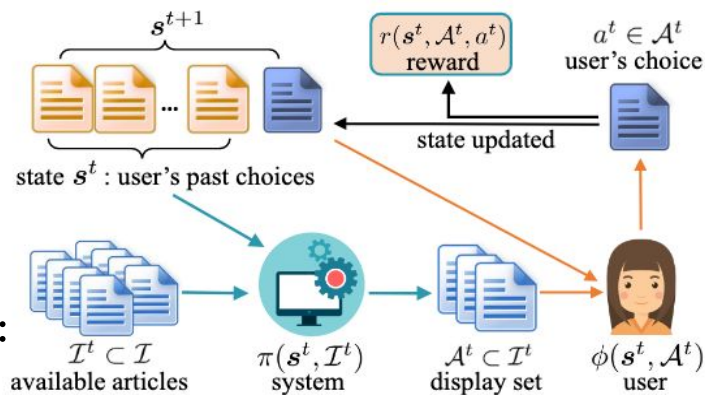 s^{t+1}
r(s^t, A^t, a^t)
reward
a^t ∈ A^t
user's choice
...
state updated
state s^t : user's past choices
:
I^t ⊂ I
available articles
π(s^t, I^t)
system
A^t ⊂ I^t
display set
ϕ(s^t, A^t)
user